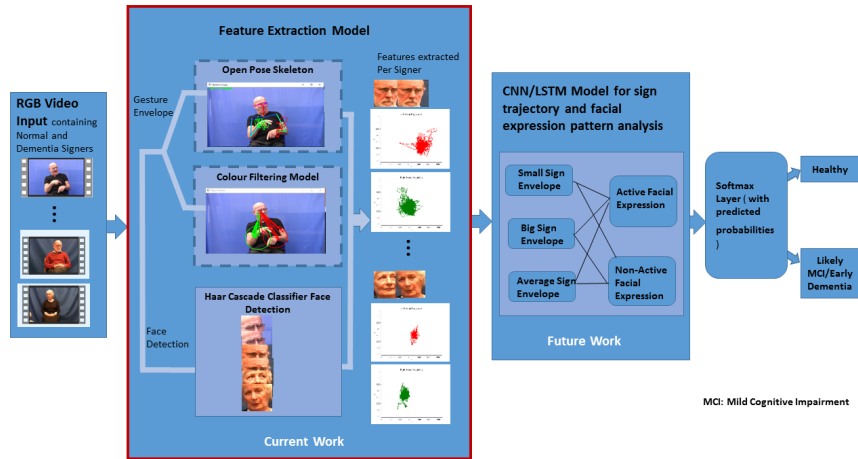 RGB Video
Input containing
Normal and
Dementia Signers
Feature Extraction Model
Gesture
Envelope
Face
Detection
Open Pose Skeleton
Colour Filtering Model
Haar Cascade Classifier Face
Detection
Features extracted
Per Signer
Current Work
CNN/LSTM Model for sign
trajectory and facial
expression pattern analysis
Small Sign
Envelope
Big Sign
Envelope
Average Sign
Envelope
Active Facial
Expression
Non-Active
Facial
Expression
Future Work
Softmax
Layer ( with
predicted
probabilities
)
Healthy
Likely
MCI/Early
Dementia
MCI: Mild Cognitive Impairment